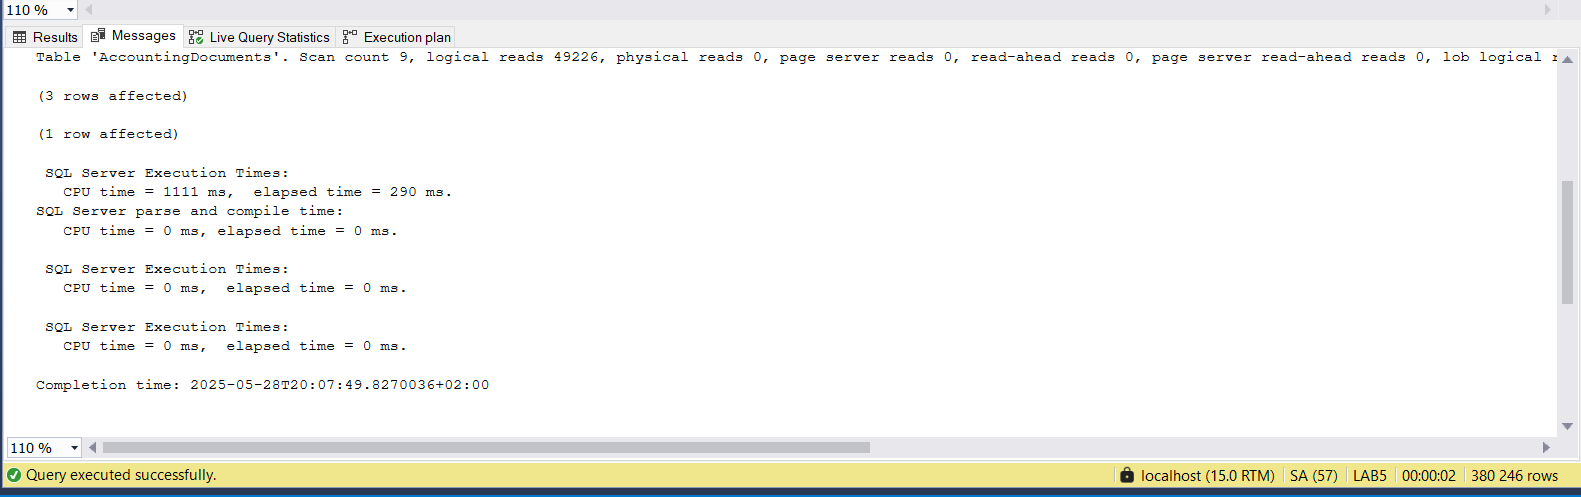 110 %
Results Messages Live Query Statistics Execution plan
Table 'AccountingDocuments'. Scan count 9, logical reads 49226, physical reads 0, page server reads 0, read-ahead reads 0, page server read-ahead reads 0, lob logical
(3 rows affected)
(1 row affected)
SQL Server Execution Times:
CPU time = 1111 ms, elapsed time = 290 ms.
SQL Server parse and compile time:
CPU time = 0 ms, elapsed time = 0 ms.
SQL Server Execution Times:
CPU time = 0 ms, elapsed time = 0 ms.
SQL Server Execution Times:
CPU time = 0 ms, elapsed time = 0 ms.
Completion time: 2025-05-28T20:07:49.8270036+02:00
110 %
Query executed successfully. localhost (15.0 RTM) SA (57) LAB5 00:00:02 380 246 rows